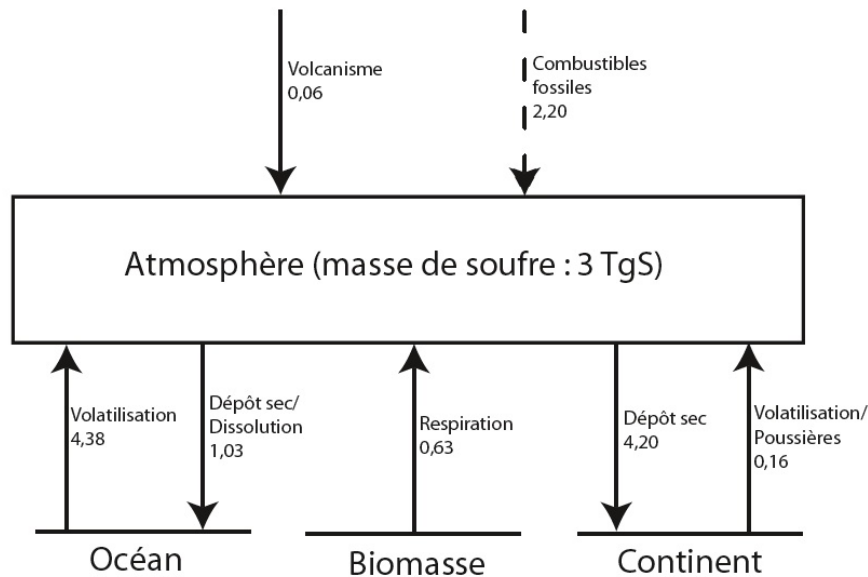 Volcanisme
0,06
Combustibles
fossiles
2,20
Atmosphère (masse de soufre : 3 TgS)
Volatilisation
4,38
Dépôt sec/
Dissolution
1,03
Respiration
0,63
Dépôt sec
4,20
Volatilisation/
Poussières
0,16
Océan
Biomasse
Continent